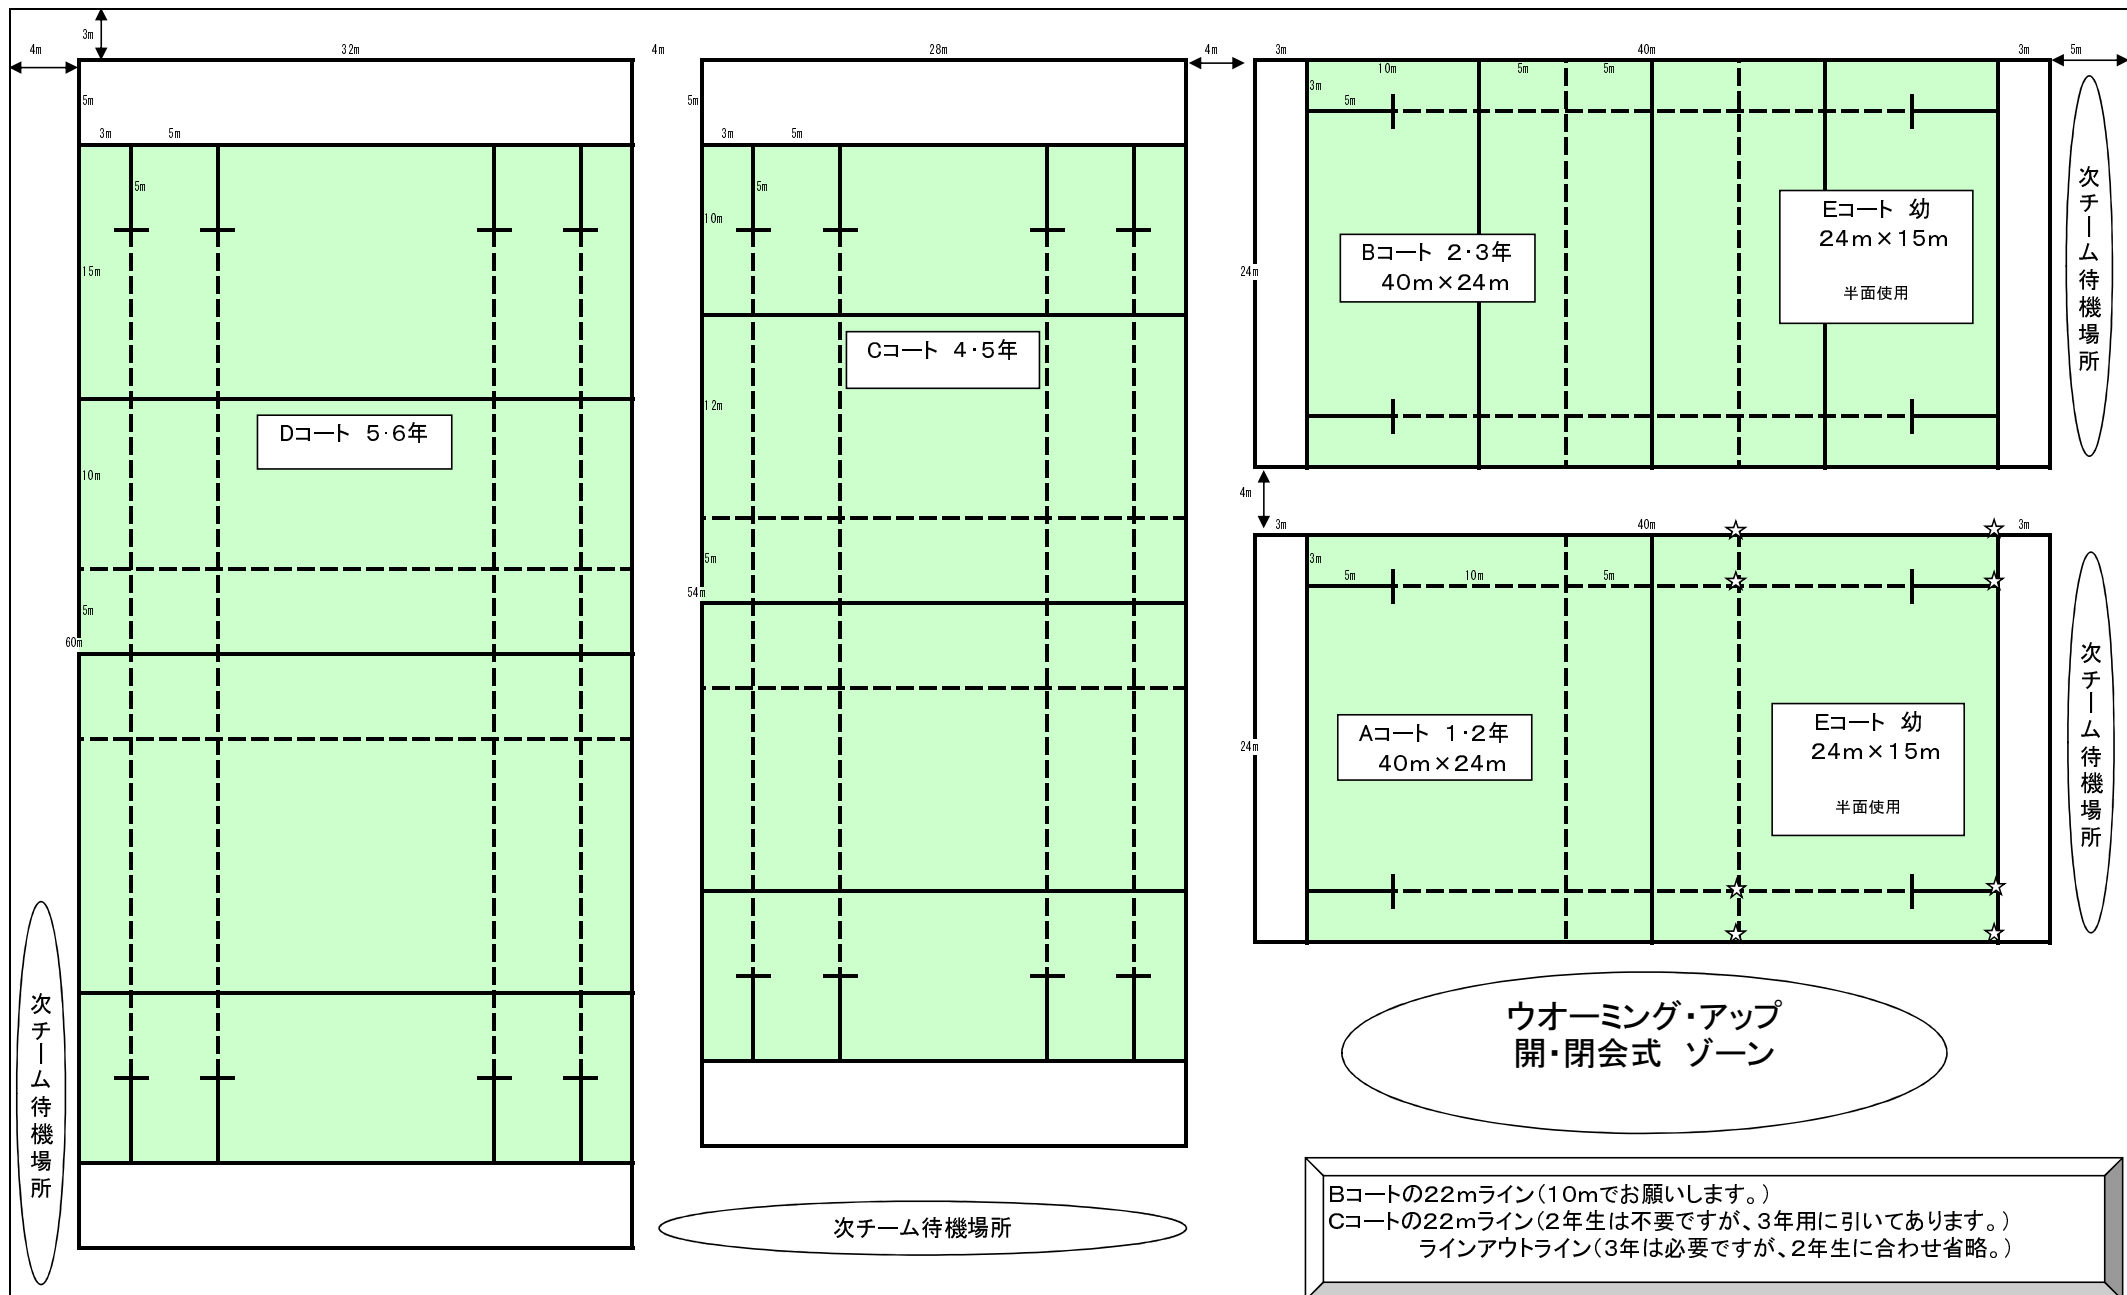 3m
4m
32m
4m
28m
4m
3m
40m
3m
5m
5m
3m
5m
5m
15m
Dコート 5・6年
10m
5m
60m
5m
3m
5m
5m
10m
Cコート 4・5年
12m
5m
54m
10m
5m
5m
3m
5m
Bコート 2・3年
40m×24m
Eコート 幼
24m×15m
半面使用
24m
次チーム待機場所
4m
3m
40m
3m
3m
5m
10m
5m
Aコート 1・2年
40m×24m
Eコート 幼
24m×15m
半面使用
24m
次チーム待機場所
次チーム待機場所
次チーム待機場所
ウオーミング・アップ
開・閉会式 ゾーン
Bコートの22mライン(10mでお願いします。)
Cコートの22mライン(2年生は不要ですが、3年用に引いてあります。)
ラインアウトライン(3年は必要ですが、2年生に合わせ省略。)